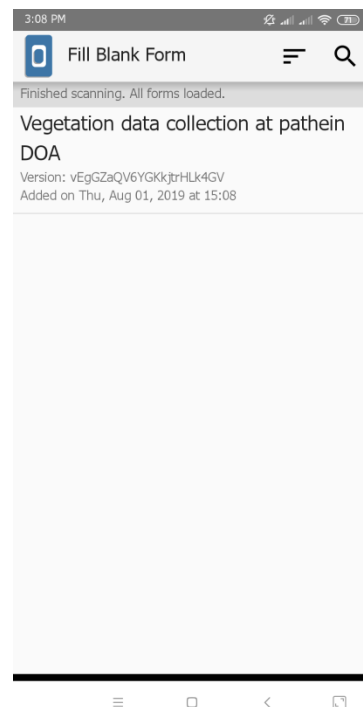 3:08 PM
71
Fill Blank Form
Finished scanning. All forms loaded.
Vegetation data collection at pathein
DOA
Version: vEgGZaQV6YGKkjtrHLk4GV
Added on Thu, Aug 01, 2019 at 15:08